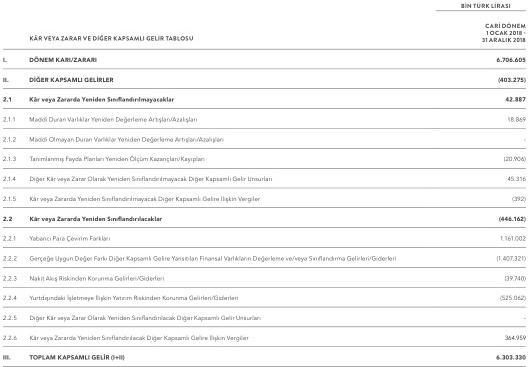 BİN TÜRK LİRASI
CARİ DÖNEM
1 OCAK 2018 -
31 ARALIK 2018
KÂR VEYA ZARAR VE DİĞER KAPSAMLI GELİR TABLOSU
I. DÖNEM KARI/ZARARI 6.706.605
II. DİĞER KAPSAMLI GELİRLER (403.275)
2.1 Kâr veya Zararda Yeniden Sınıflandırılmayacaklar 42.887
2.1.1 Maddi Duran Varlıklar Yeniden Değerleme Artışları/Azalışları 18.869
2.1.2 Maddi Olmayan Duran Varlıklar Yeniden Değerleme Artışları/Azalışları -
2.1.3 Tanımlanmış Fayda Planları Yeniden Ölçüm Kazançları/Kayıpları (20.906)
2.1.4 Diğer Kâr veya Zarar Olarak Yeniden Sınıflandırılmayacak Diğer Kapsamlı Gelir Unsurları 45.316
2.1.5 Kâr veya Zararda Yeniden Sınıflandırılmayacak Diğer Kapsamlı Gelire İlişkin Vergiler (392)
2.2 Kâr veya Zararda Yeniden Sınıflandırılacaklar (446.162)
2.2.1 Yabancı Para Çevirim Farkları 1.161.002
2.2.2 Gerçeğe Uygun Değer Farkı Diğer Kapsamlı Gelire Yansıtılan Finansal Varlıkların Değerleme ve/veya Sınıflandırma Gelirleri/Giderleri (1.407.321)
2.2.3 Nakit Akış Riskinden Korunma Gelirleri/Giderleri (39.740)
2.2.4 Yurtdışındaki İşletmeye İlişkin Yatırım Riskinden Korunma Gelirleri/Giderleri (525.062)
2.2.5 Diğer Kâr veya Zarar Olarak Yeniden Sınıflandırılacak Diğer Kapsamlı Gelir Unsurları -
2.2.6 Kâr veya Zararda Yeniden Sınıflandırılacak Diğer Kapsamlı Gelire İlişkin Vergiler 364.959
III. TOPLAM KAPSAMLI GELİR (I+II) 6.303.330